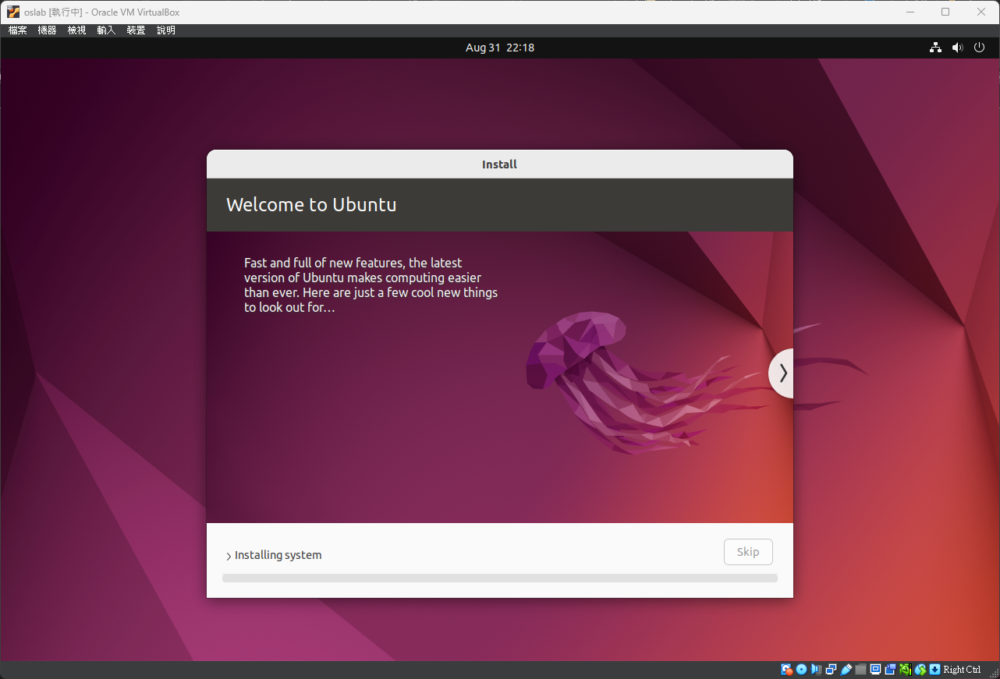 oslab [執行中] - Oracle VM VirtualBox
檔案 機器 檢視 輸入 裝置 說明
Aug 31 22:18
Install
Welcome to Ubuntu
Fast and full of new features, the latest
version of Ubuntu makes computing easier
than ever. Here are just a few cool new things
to look out for…
Installing system
Skip
Right Ctrl